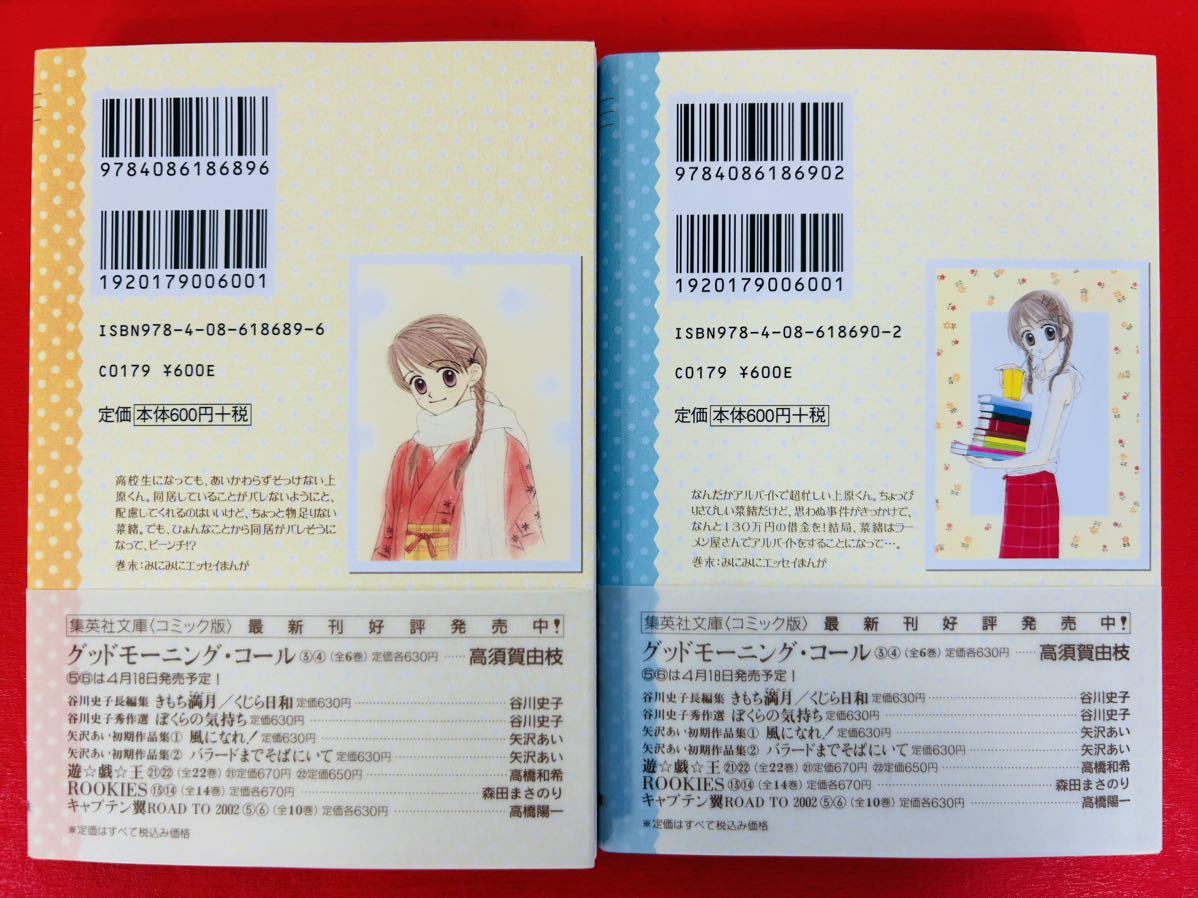 9784086186896
1920179006001
ISBN978-4-08-618689-6
C0179 ¥600E
定価 本体600円+税
高校生になっても、あいかわらずそっけない上
原くん。同居していることがバレないようにと、
配慮してくれるのはいいけど、ちょっと物足りない
菜緒。でも、ひょんなことから同居がバレそうに
なって、ピーンチ!?
巻末:みにみにエッセイまんが
集英社文庫〈コミック版〉 最新刊好評発売中!
グッドモーニング・コール③④(全6巻)定価各630円 …… 高須賀由枝
⑤⑥は4月18日発売予定!
谷川史子長編集 きもち満月/くじら日和 定価630円 …… 谷川史子
谷川史子秀作選 ぼくらの気持ち 定価630円 …… 谷川史子
矢沢あい初期作品集① 風になれ! 定価630円 …… 矢沢あい
矢沢あい初期作品集② バラードまでそばにいて 定価630円 …… 矢沢あい
遊☆戯☆王㉑㉒(全22巻)㉑定価670円 ㉒定価650円 …… 高橋和希
ROOKIES⑬⑭(全14巻)定価各670円 …… 森田まさのり
キャプテン翼ROAD TO 2002⑤⑥(全10巻)定価各630円 …… 高橋陽一
※定価はすべて税込み価格
9784086186902
1920179006001
ISBN978-4-08-618690-2
C0179 ¥600E
定価 本体600円+税
なんだかアルバイトで超忙しい上原くん。ちょっぴ
りさびしい菜緒だけど、思わぬ事件がきっかけで、
なんと130万円の借金を!結局、菜緒はラー
メン屋さんでアルバイトをすることになって…。
巻末:みにみにエッセイまんが
集英社文庫〈コミック版〉 最新刊好評発売中!
グッドモーニング・コール③④(全6巻)定価各630円 …… 高須賀由枝
⑤⑥は4月18日発売予定!
谷川史子長編集 きもち満月/くじら日和 定価630円 …… 谷川史子
谷川史子秀作選 ぼくらの気持ち 定価630円 …… 谷川史子
矢沢あい初期作品集① 風になれ! 定価630円 …… 矢沢あい
矢沢あい初期作品集② バラードまでそばにいて 定価630円 …… 矢沢あい
遊☆戯☆王㉑㉒(全22巻)㉑定価670円 ㉒定価650円 …… 高橋和希
ROOKIES⑬⑭(全14巻)定価各670円 …… 森田まさのり
キャプテン翼ROAD TO 2002⑤⑥(全10巻)定価各630円 …… 高橋陽一
※定価はすべて税込み価格